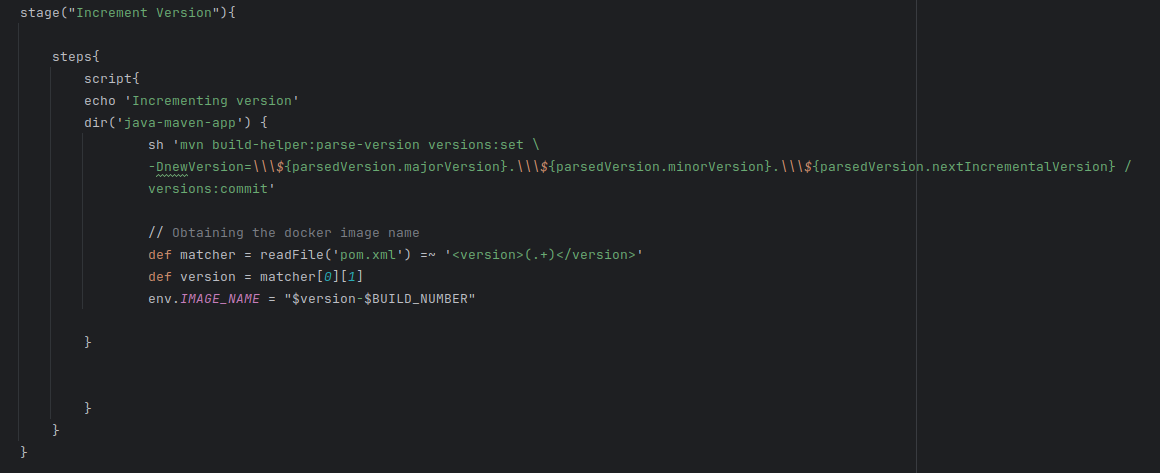 stage("Increment Version"){
steps{
script{
echo 'Incrementing version'
dir('java-maven-app') {
sh 'mvn build-helper:parse-version versions:set \
-DnewVersion=\\\${parsedVersion.majorVersion}.\\\${parsedVersion.minorVersion}.\\\${parsedVersion.nextIncrementalVersion} /
versions:commit'
// Obtaining the docker image name
def matcher = readFile('pom.xml') =~ '<version>(.+)</version>'
def version = matcher[0][1]
env.IMAGE_NAME = "$version-$BUILD_NUMBER"
}
}
}
}